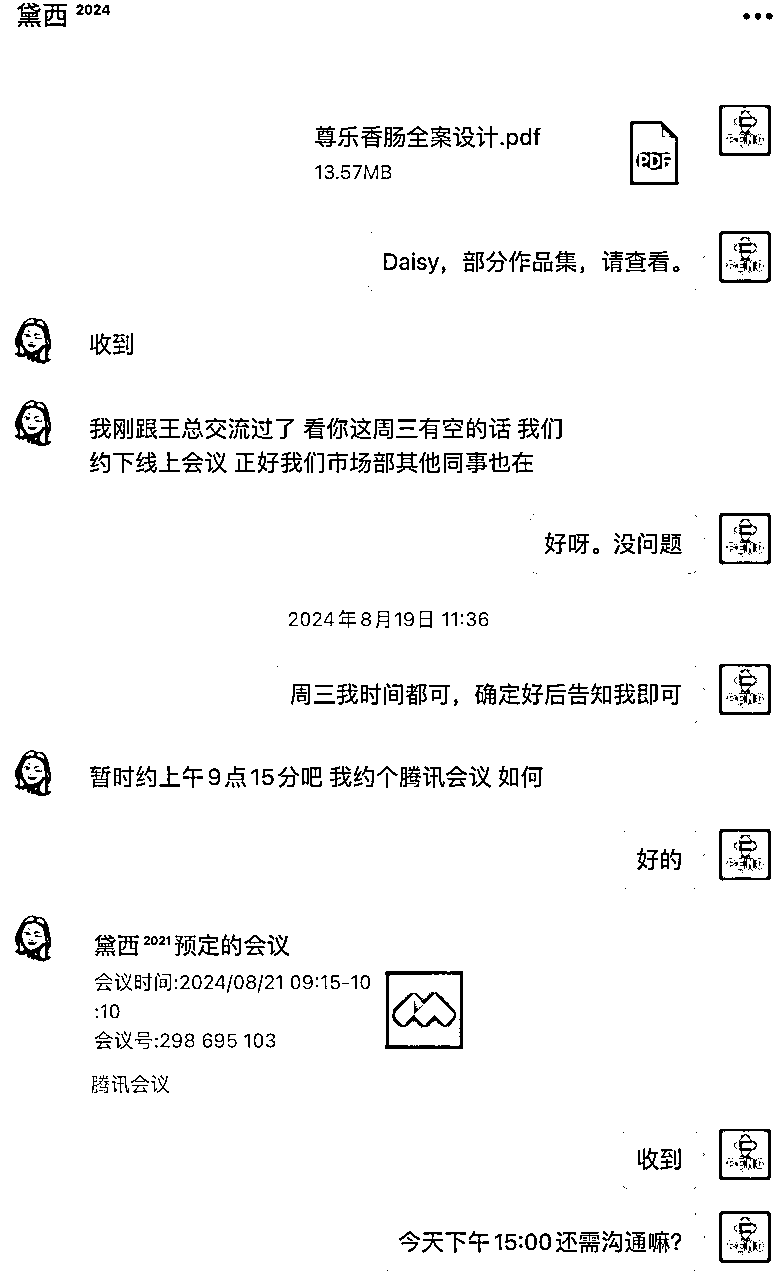 黛西 ²⁰²⁴
尊乐香肠全案设计.pdf
13.57MB
PDF
Daisy，部分作品集，请查看。
收到
我刚跟王总交流过了 看你这周三有空的话 我们
约下线上会议 正好我们市场部其他同事也在
好呀。没问题
2024年8月19日 11:36
周三我时间都可，确定好后告知我即可
暂时约上午9点15分吧 我约个腾讯会议 如何
好的
黛西²⁰²¹预定的会议
会议时间:2024/08/21 09:15-10
:10
会议号:298 695 103
腾讯会议
收到
今天下午15:00还需沟通嘛?